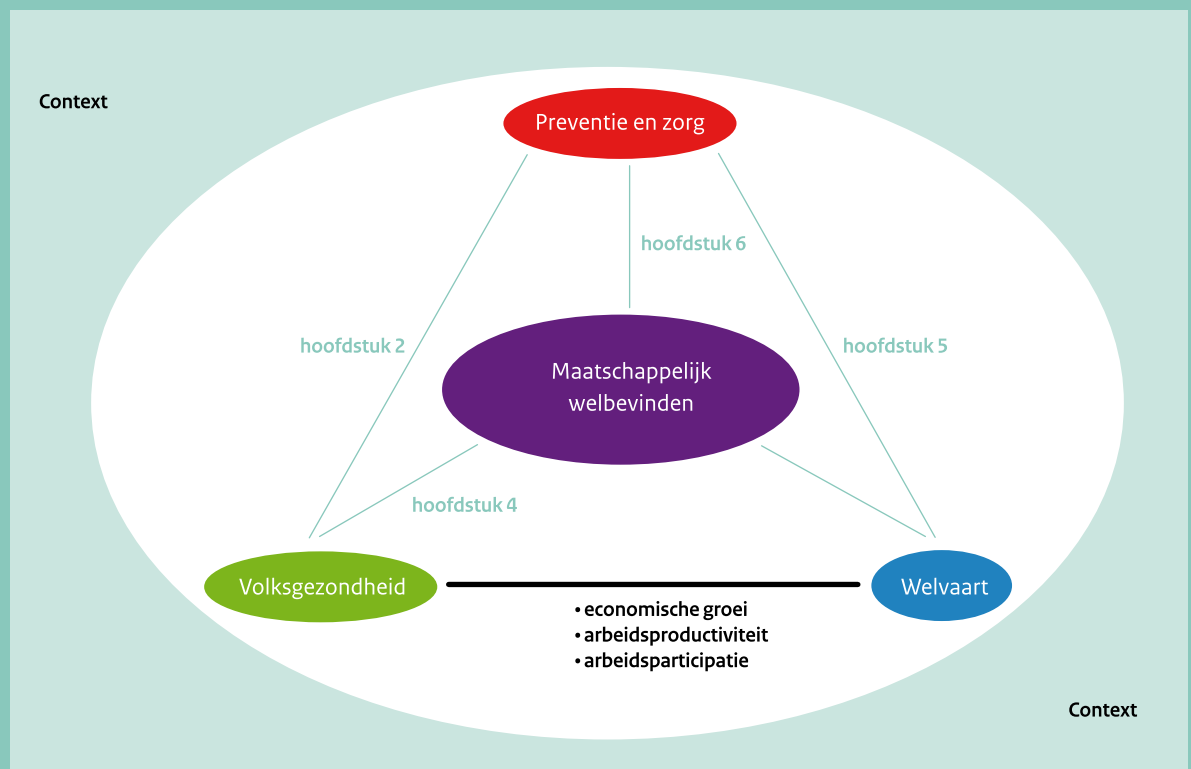 Context
Preventie en zorg
hoofdstuk 6
hoofdstuk 2
hoofdstuk 5
Maatschappelijk
welbevinden
hoofdstuk 4
Volksgezondheid
Welvaart
• economische groei
• arbeidsproductiviteit
• arbeidsparticipatie
Context